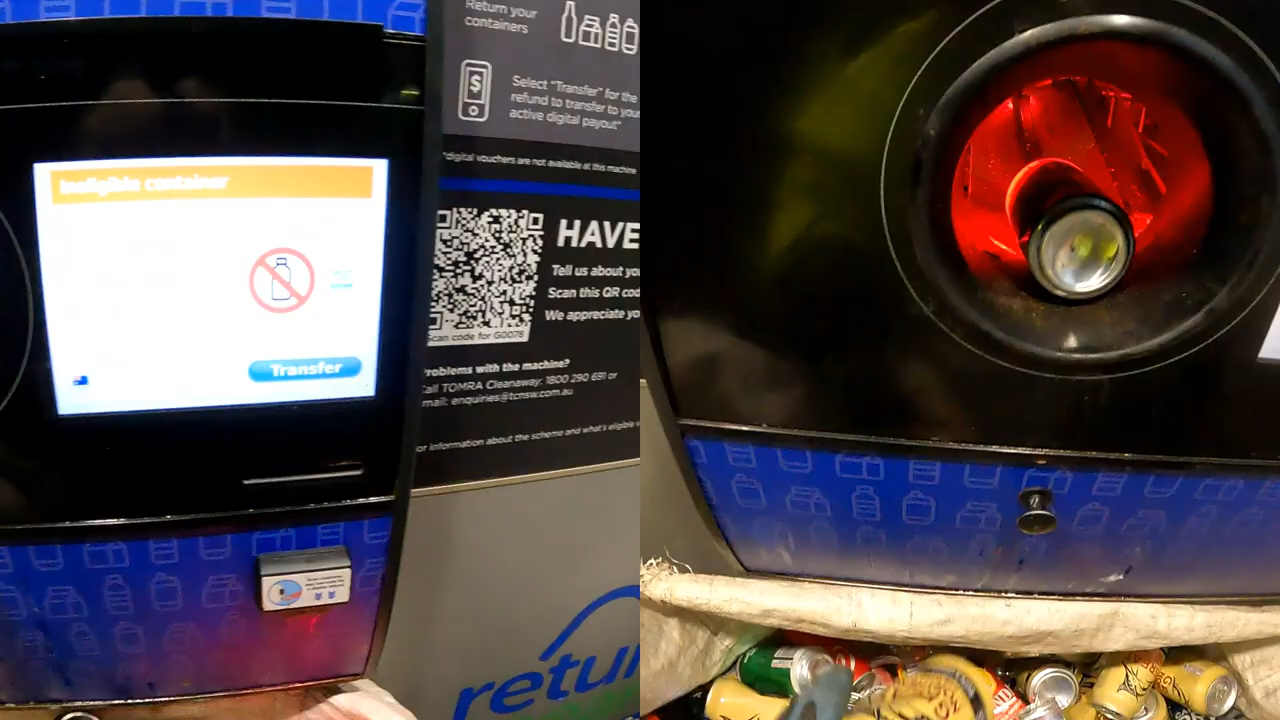 Return your
containers
$
Select "Transfer" for the
refund to transfer to your
active digital payout"
*digital vouchers are not available at this machine
Ineligible container
HAVE
Tell us about you
Scan this QR cod
We appreciate yo
Scan code for G0078
Problems with the machine?
Call TOMRA Cleanaway: 1800 290 691 or
email: enquiries@tcnsw.com.au
Transfer
or information about the scheme and what's eligible
retur